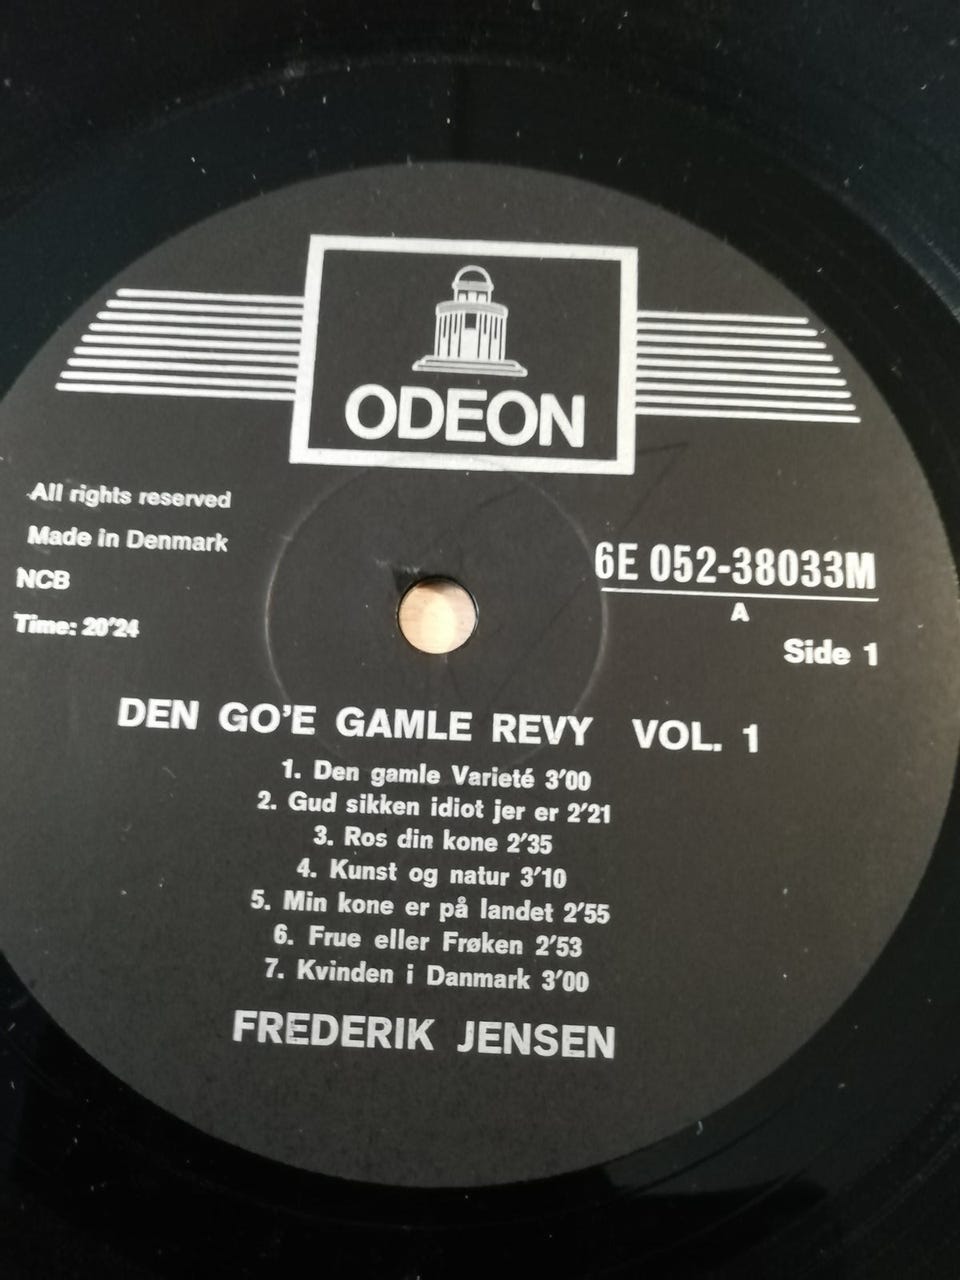 ODEON
All rights reserved
Made in Denmark
NCB
Time: 20'24
6E 052-38033M
A
Side 1
DEN GO'E GAMLE REVY VOL. 1
1. Den gamle Varieté 3'00
2. Gud sikken idiot jer er 2'21
3. Ros din kone 2'35
4. Kunst og natur 3'10
5. Min kone er på landet 2'55
6. Frue eller Frøken 2'53
7. Kvinden i Danmark 3'00
FREDERIK JENSEN